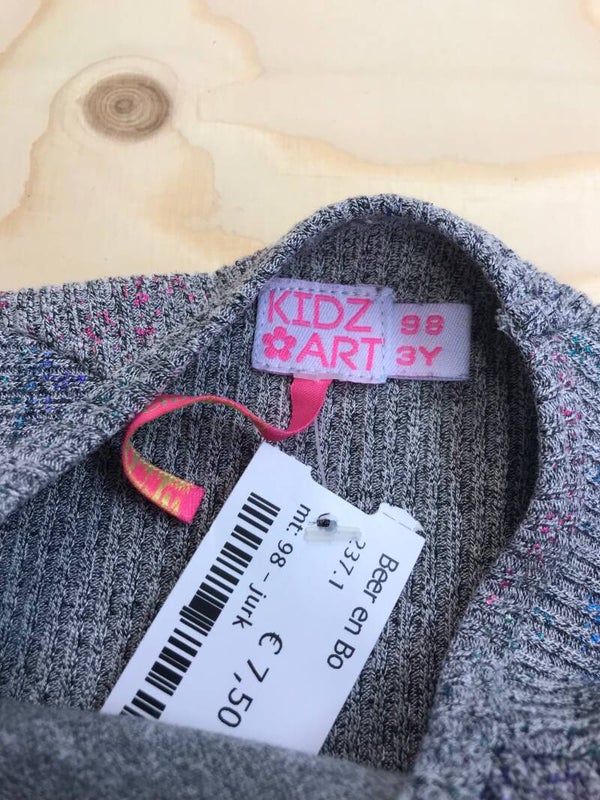 KIDZ
ART
98
3Y
Beer en Bo
237.1
mt: 98 - jurk
€ 7,50